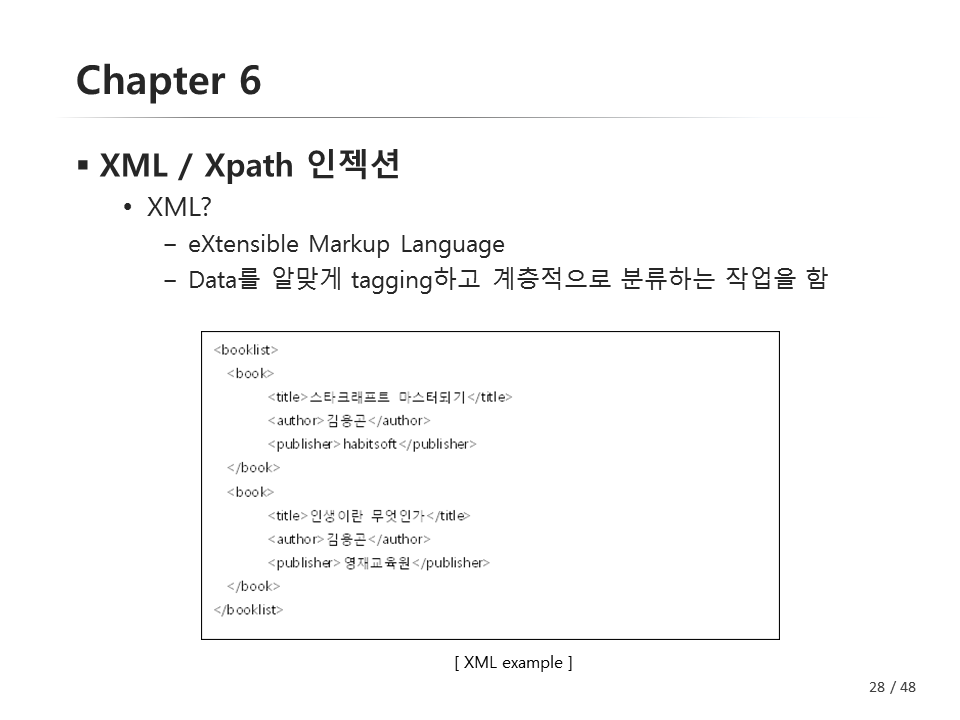 Chapter 6
▪ XML / Xpath 인젝션
• XML?
– eXtensible Markup Language
– Data를 알맞게 tagging하고 계층적으로 분류하는 작업을 함
<booklist>
<book>
<title>스타크래프트 마스터되기</title>
<author>김용곤</author>
<publisher>habitsoft</publisher>
</book>
<book>
<title>인생이란 무엇인가</title>
<author>김용곤</author>
<publisher>영재교육원</publisher>
</book>
</booklist>
[ XML example ]
28 / 48